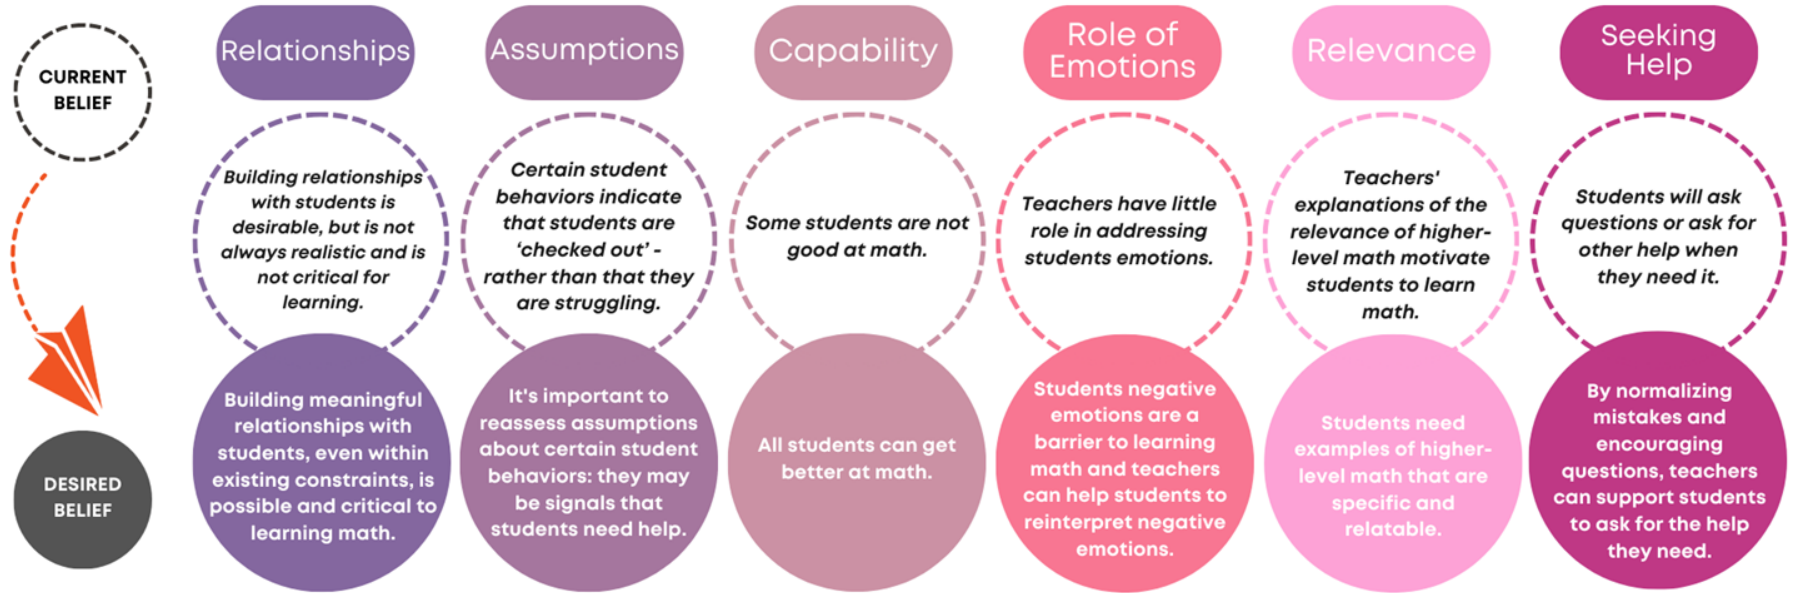 CURRENT
BELIEF
DESIRED
BELIEF
Relationships
Building relationships
with students is
desirable, but is not
always realistic and is
not critical for
learning.
Building meaningful
relationships with
students, even within
existing constraints, is
possible and critical to
learning math.
Assumptions
Certain student
behaviors indicate
that students are
‘checked out’ -
rather than that they
are struggling.
It's important to
reassess assumptions
about certain student
behaviors: they may
be signals that
students need help.
Capability
Some students are not
good at math.
All students can get
better at math.
Role of
Emotions
Teachers have little
role in addressing
students emotions.
Students negative
emotions are a
barrier to learning
math and teachers
can help students to
reinterpret negative
emotions.
Relevance
Teachers'
explanations of the
relevance of higher-
level math motivate
students to learn
math.
Students need
examples of higher-
level math that are
specific and
relatable.
Seeking
Help
Students will ask
questions or ask for
other help when
they need it.
By normalizing
mistakes and
encouraging
questions, teachers
can support students
to ask for the help
they need.